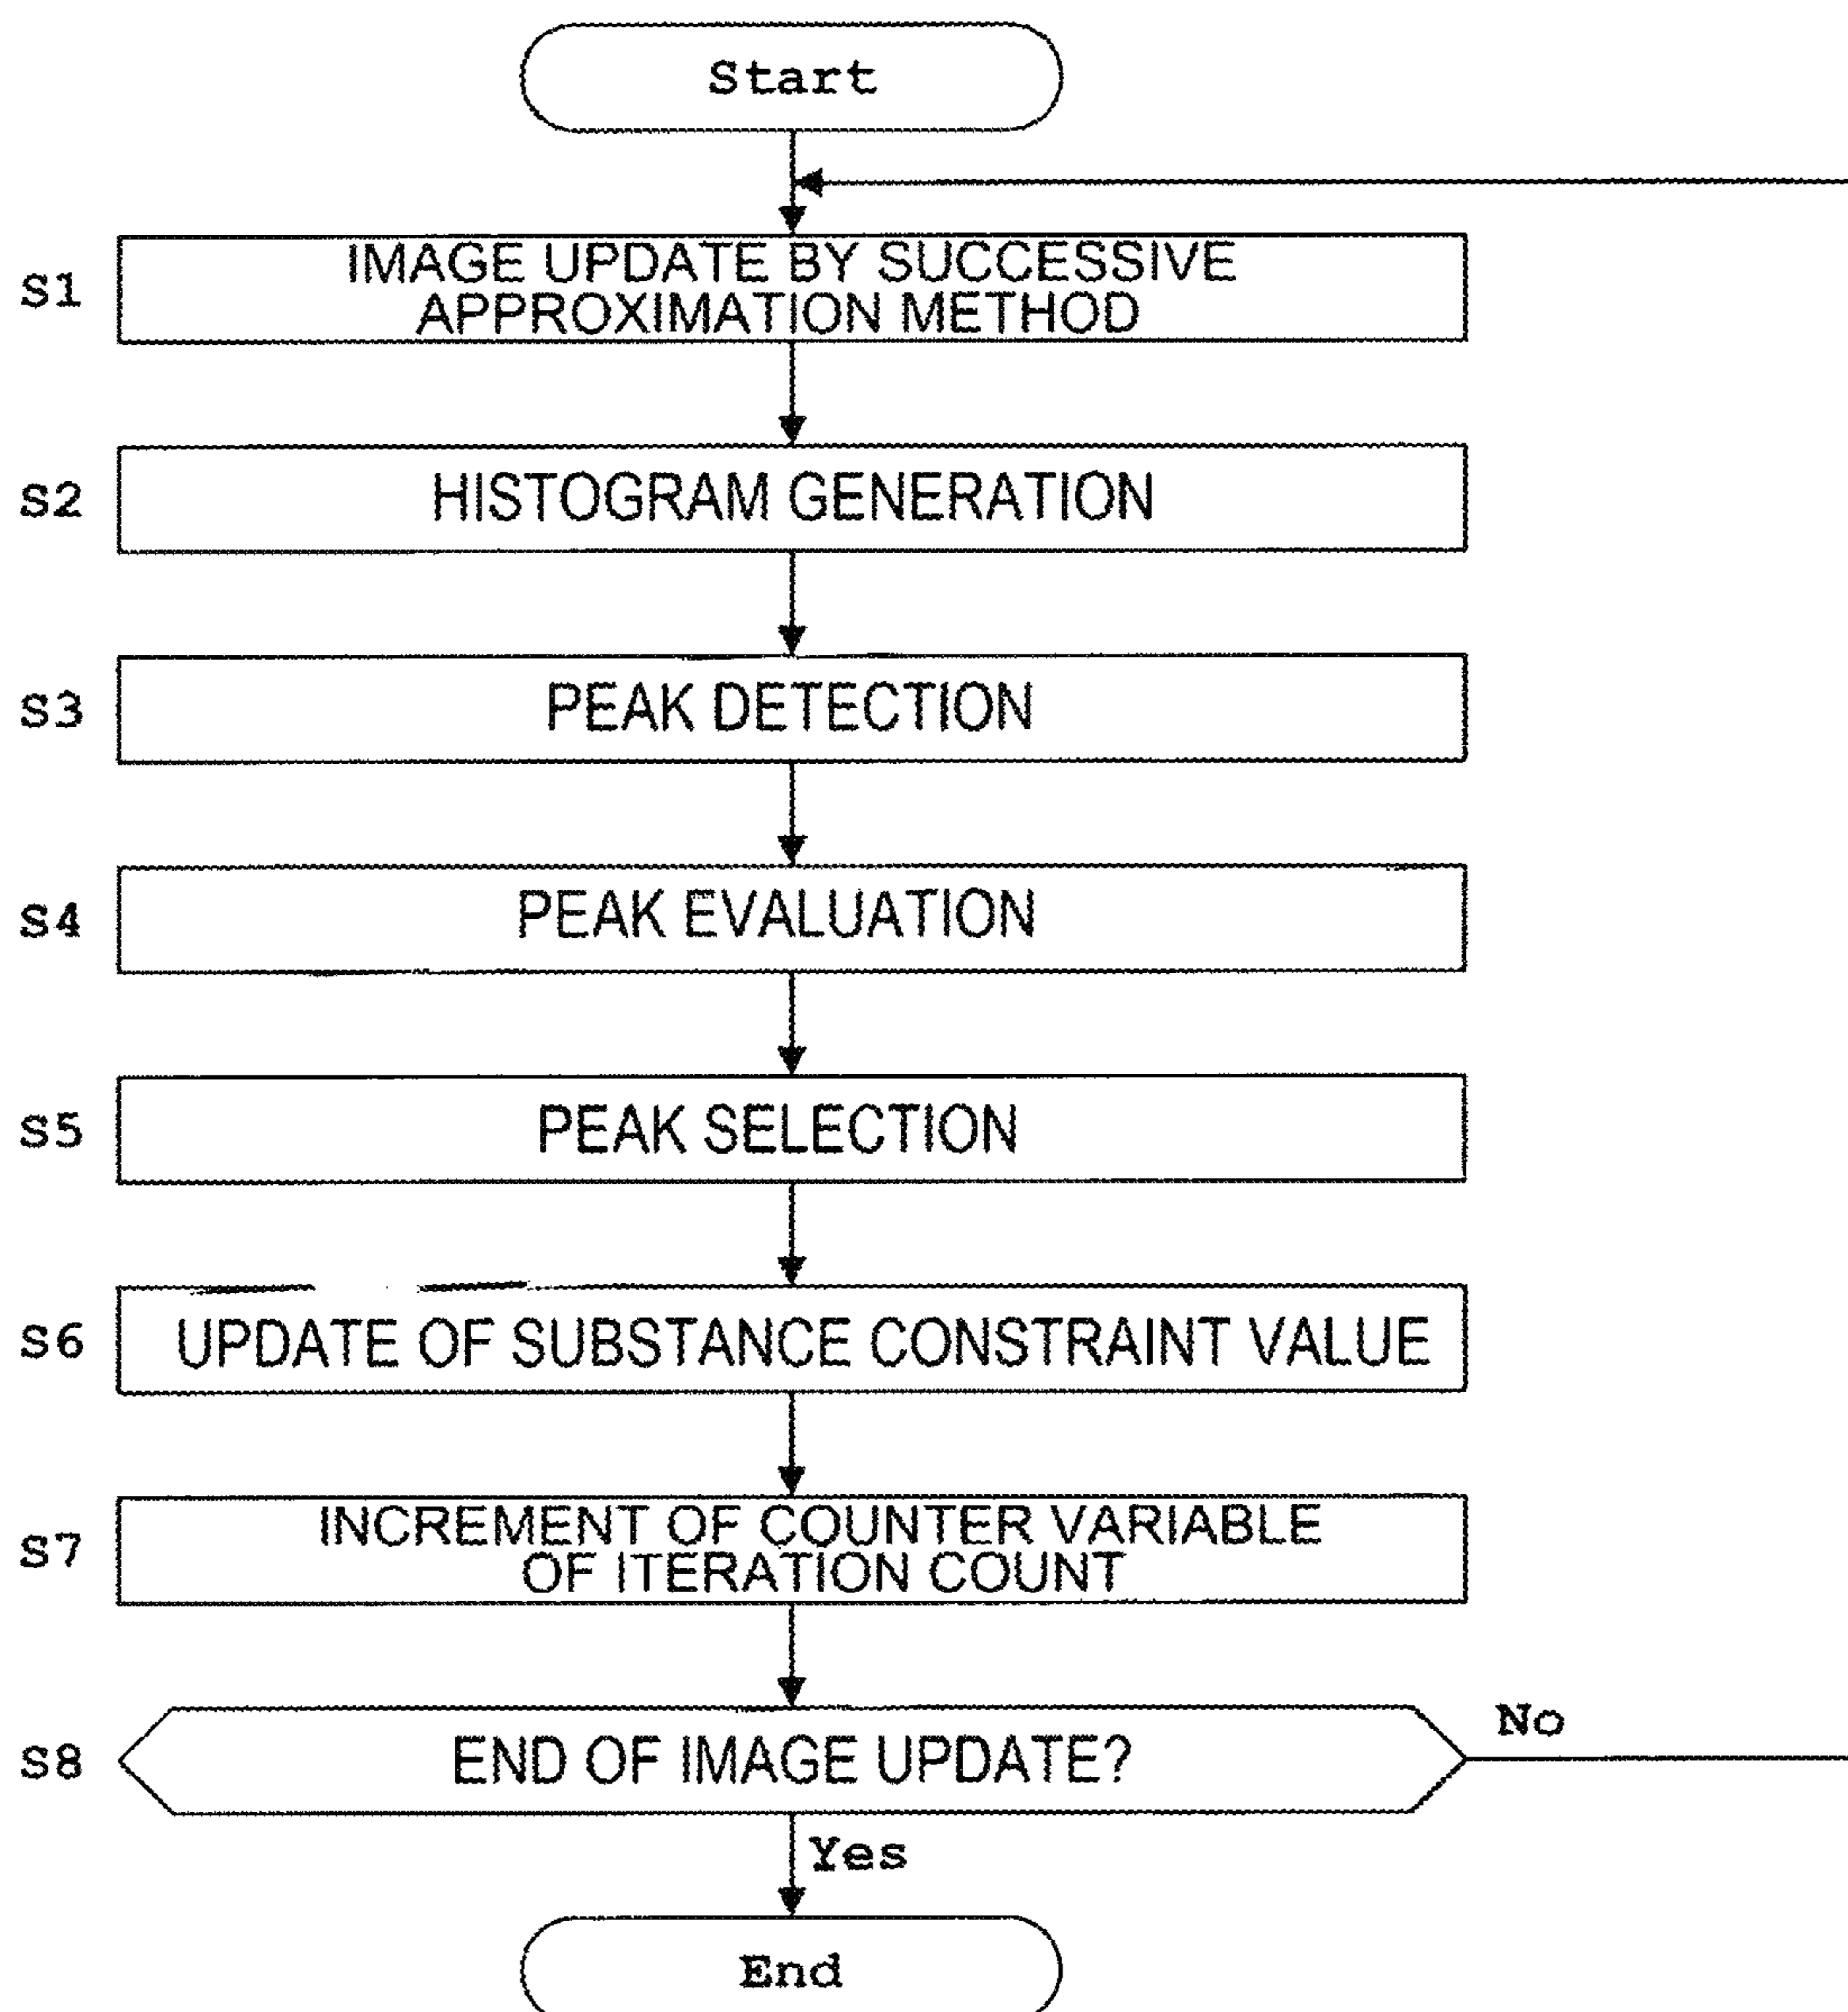 Start
S1
IMAGE UPDATE BY SUCCESSIVE
APPROXIMATION METHOD
S2
HISTOGRAM GENERATION
S3
PEAK DETECTION
S4
PEAK EVALUATION
S5
PEAK SELECTION
S6
UPDATE OF SUBSTANCE CONSTRAINT VALUE
S7
INCREMENT OF COUNTER VARIABLE
OF ITERATION COUNT
S8
END OF IMAGE UPDATE?
No
Yes
End